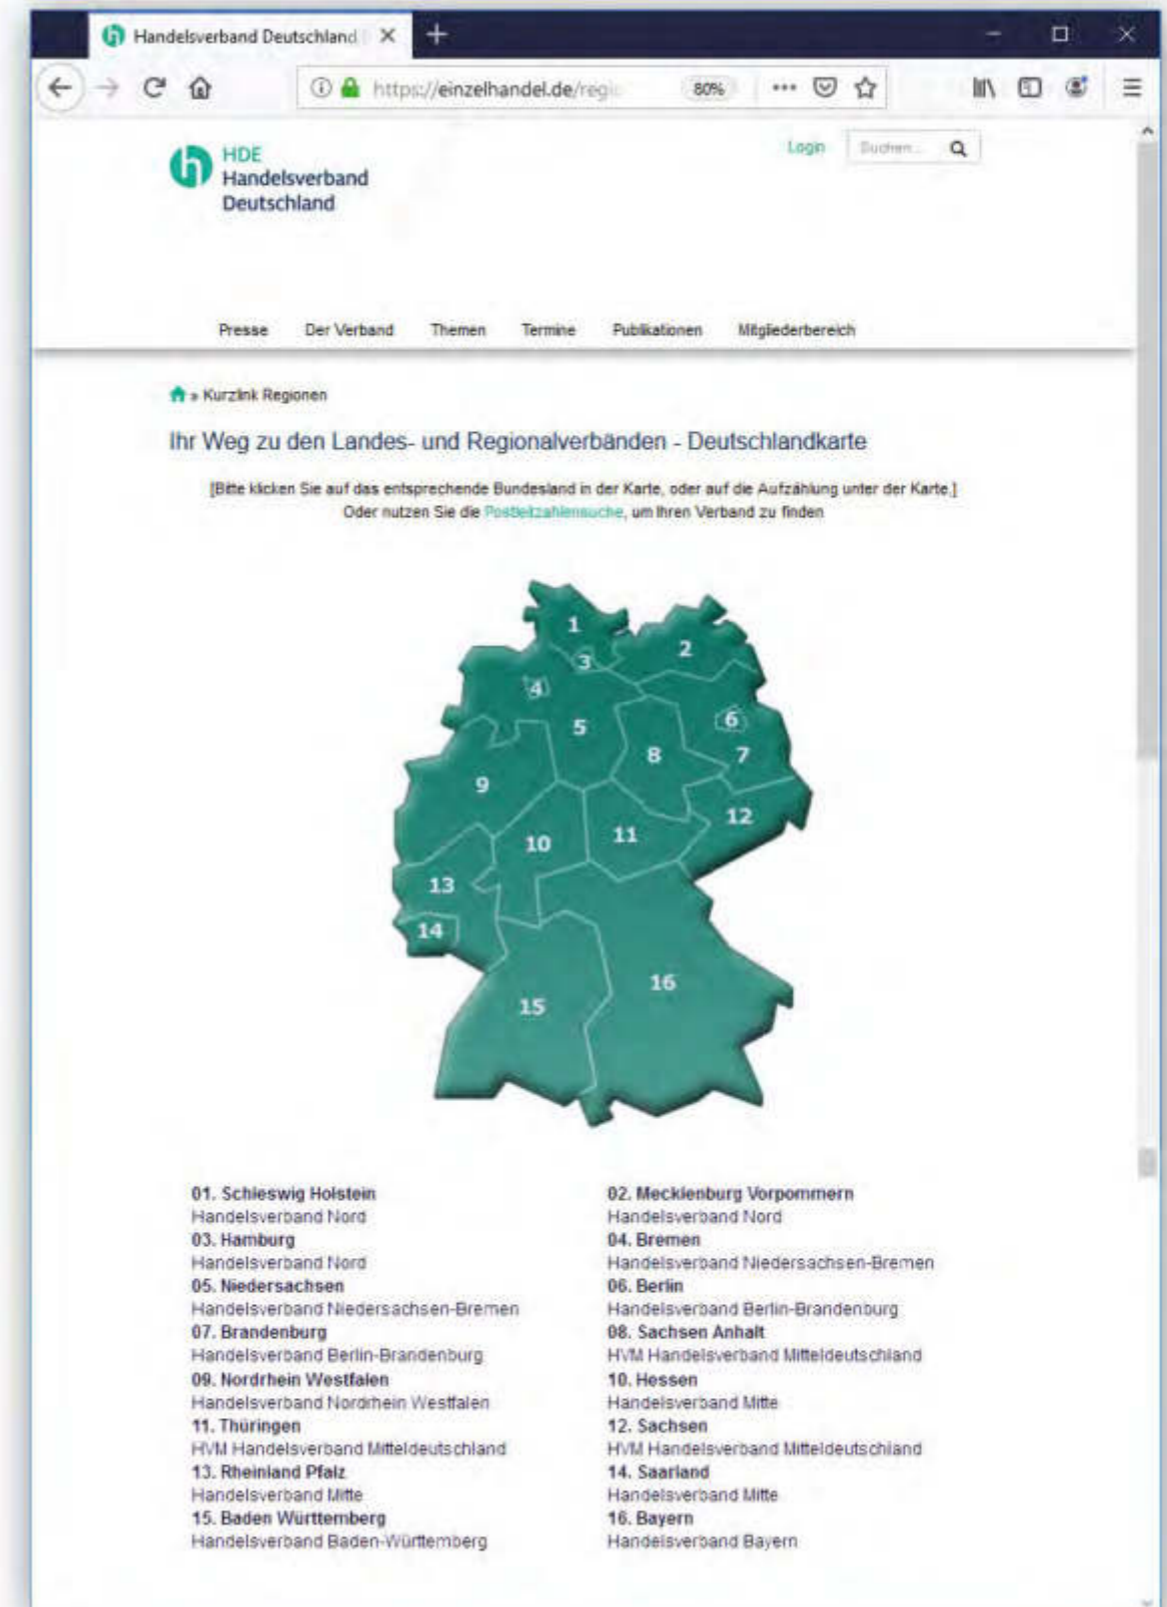 Handelsverband Deutschland
https://einzelhandel.de/regio
80%
HDE
Handelsverband
Deutschland
Login
Suchen...
Presse Der Verband Themen Termine Publikationen Mitgliederbereich
» Kurzlink Regionen
Ihr Weg zu den Landes- und Regionalverbänden - Deutschlandkarte
[Bitte klicken Sie auf das entsprechende Bundesland in der Karte, oder auf die Aufzählung unter der Karte.]
Oder nutzen Sie die Postleitzahlensuche, um Ihren Verband zu finden
1
2
3
4
5
6
7
8
9
10
11
12
13
14
15
16
01. Schleswig Holstein
Handelsverband Nord
02. Mecklenburg Vorpommern
Handelsverband Nord
03. Hamburg
Handelsverband Nord
04. Bremen
Handelsverband Niedersachsen-Bremen
05. Niedersachsen
Handelsverband Niedersachsen-Bremen
06. Berlin
Handelsverband Berlin-Brandenburg
07. Brandenburg
Handelsverband Berlin-Brandenburg
08. Sachsen Anhalt
HVM Handelsverband Mitteldeutschland
09. Nordrhein Westfalen
Handelsverband Nordrhein Westfalen
10. Hessen
Handelsverband Mitte
11. Thüringen
HVM Handelsverband Mitteldeutschland
12. Sachsen
HVM Handelsverband Mitteldeutschland
13. Rheinland Pfalz
Handelsverband Mitte
14. Saarland
Handelsverband Mitte
15. Baden Württemberg
Handelsverband Baden-Württemberg
16. Bayern
Handelsverband Bayern